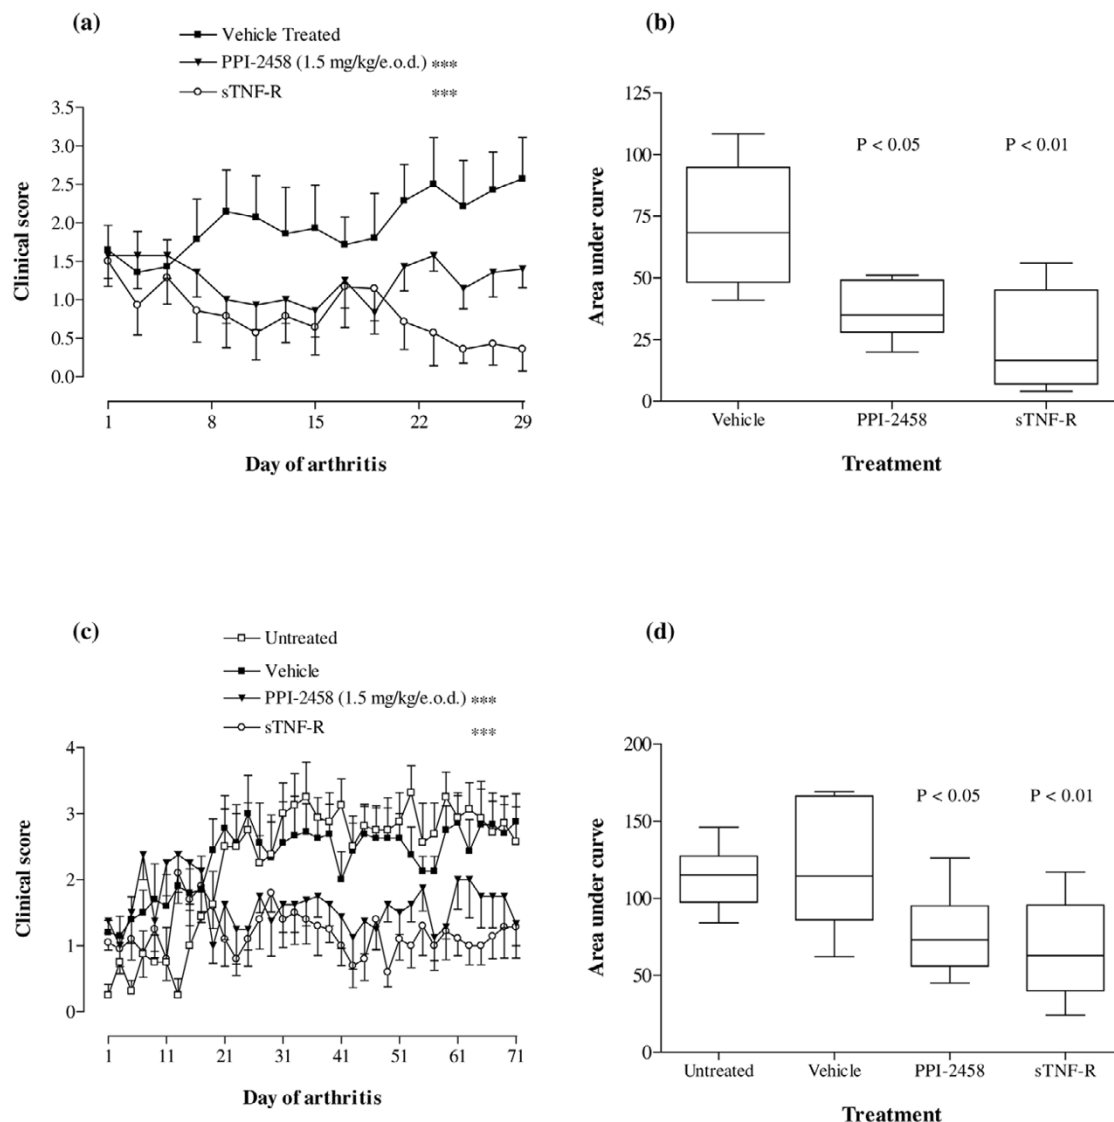 (a)
Vehicle Treated
PPI-2458 (1.5 mg/kg/e.o.d.) ***
sTNF-R ***
3.5
3.0
2.5
2.0
1.5
1.0
0.5
0.0
Clinical score
1 8 15 22 29
Day of arthritis
(b)
125
100
75
50
25
0
Area under curve
P < 0.05 P < 0.01
Vehicle PPI-2458 sTNF-R
Treatment
(c)
Untreated
Vehicle
PPI-2458 (1.5 mg/kg/e.o.d.) ***
sTNF-R ***
4
3
2
1
0
Clinical score
1 11 21 31 41 51 61 71
Day of arthritis
(d)
200
150
100
50
0
Area under curve
P < 0.05 P < 0.01
Untreated Vehicle PPI-2458 sTNF-R
Treatment